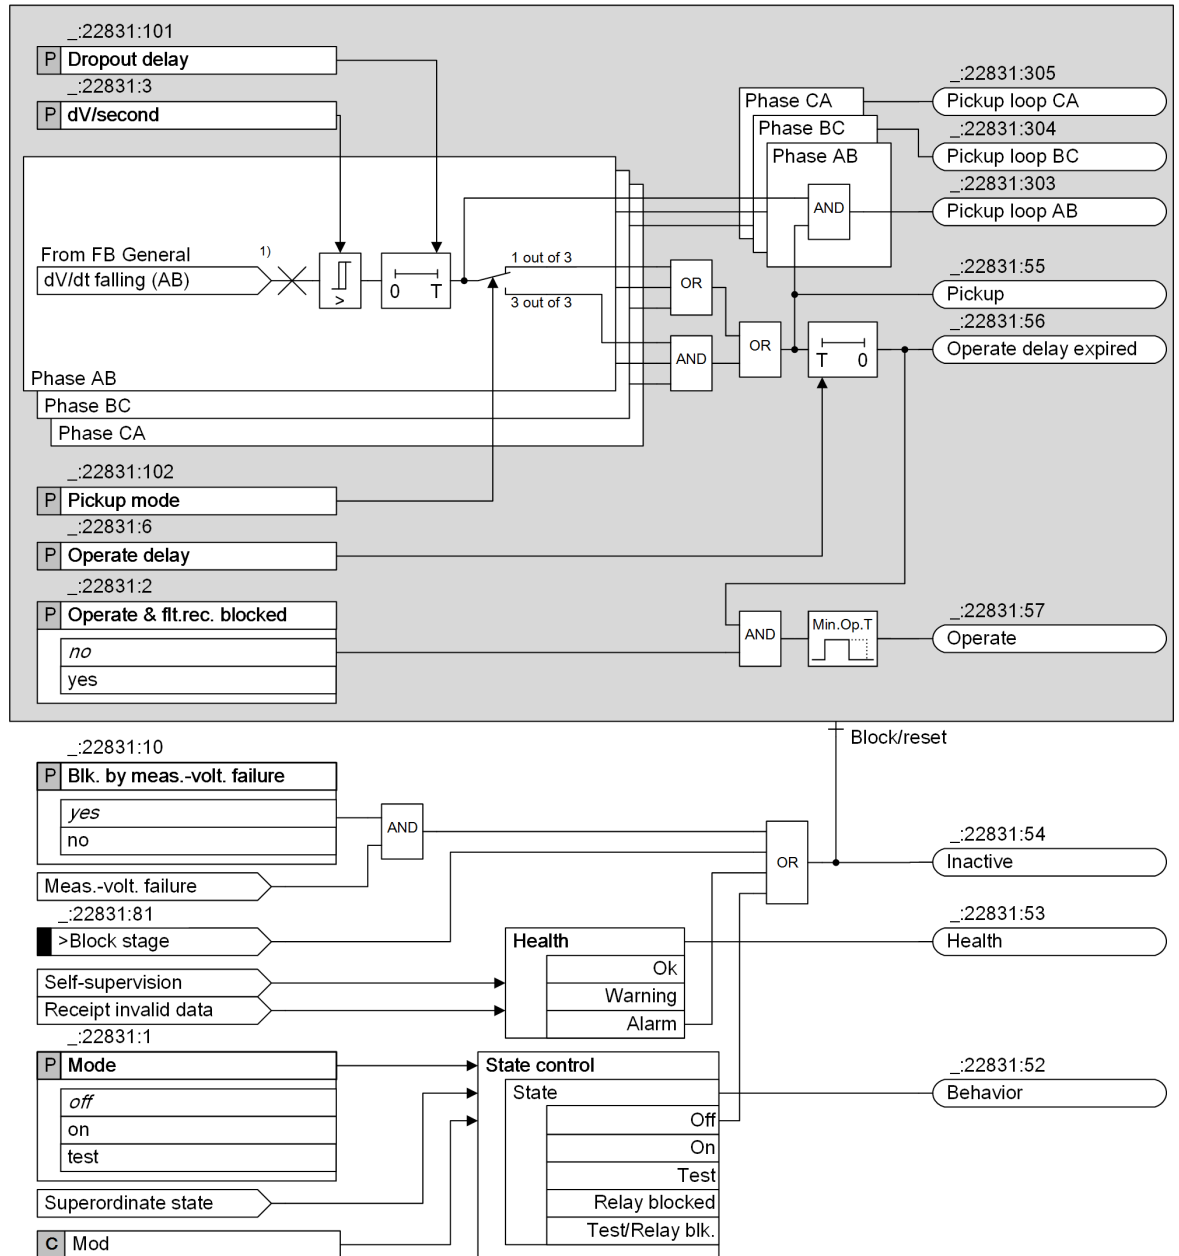 _:22831:101
P Dropout delay
_:22831:3
P dV/second
From FB General
1)
dV/dt falling (AB)
>
0 T
1 out of 3
3 out of 3
Phase AB
Phase BC
Phase CA
OR
AND
OR
T 0
Phase CA
Phase BC
Phase AB
AND
_:22831:305
Pickup loop CA
_:22831:304
Pickup loop BC
_:22831:303
Pickup loop AB
_:22831:55
Pickup
_:22831:56
Operate delay expired
_:22831:102
P Pickup mode
_:22831:6
P Operate delay
_:22831:2
P Operate & flt.rec. blocked
no
yes
AND
Min.Op.T
_:22831:57
Operate
Block/reset
_:22831:10
P Blk. by meas.-volt. failure
yes
no
AND
Meas.-volt. failure
OR
_:22831:54
Inactive
_:22831:81
>Block stage
Self-supervision
Receipt invalid data
Health
Ok
Warning
Alarm
_:22831:53
Health
_:22831:1
P Mode
off
on
test
Superordinate state
C Mod
State control
State
Off
On
Test
Relay blocked
Test/Relay blk.
_:22831:52
Behavior